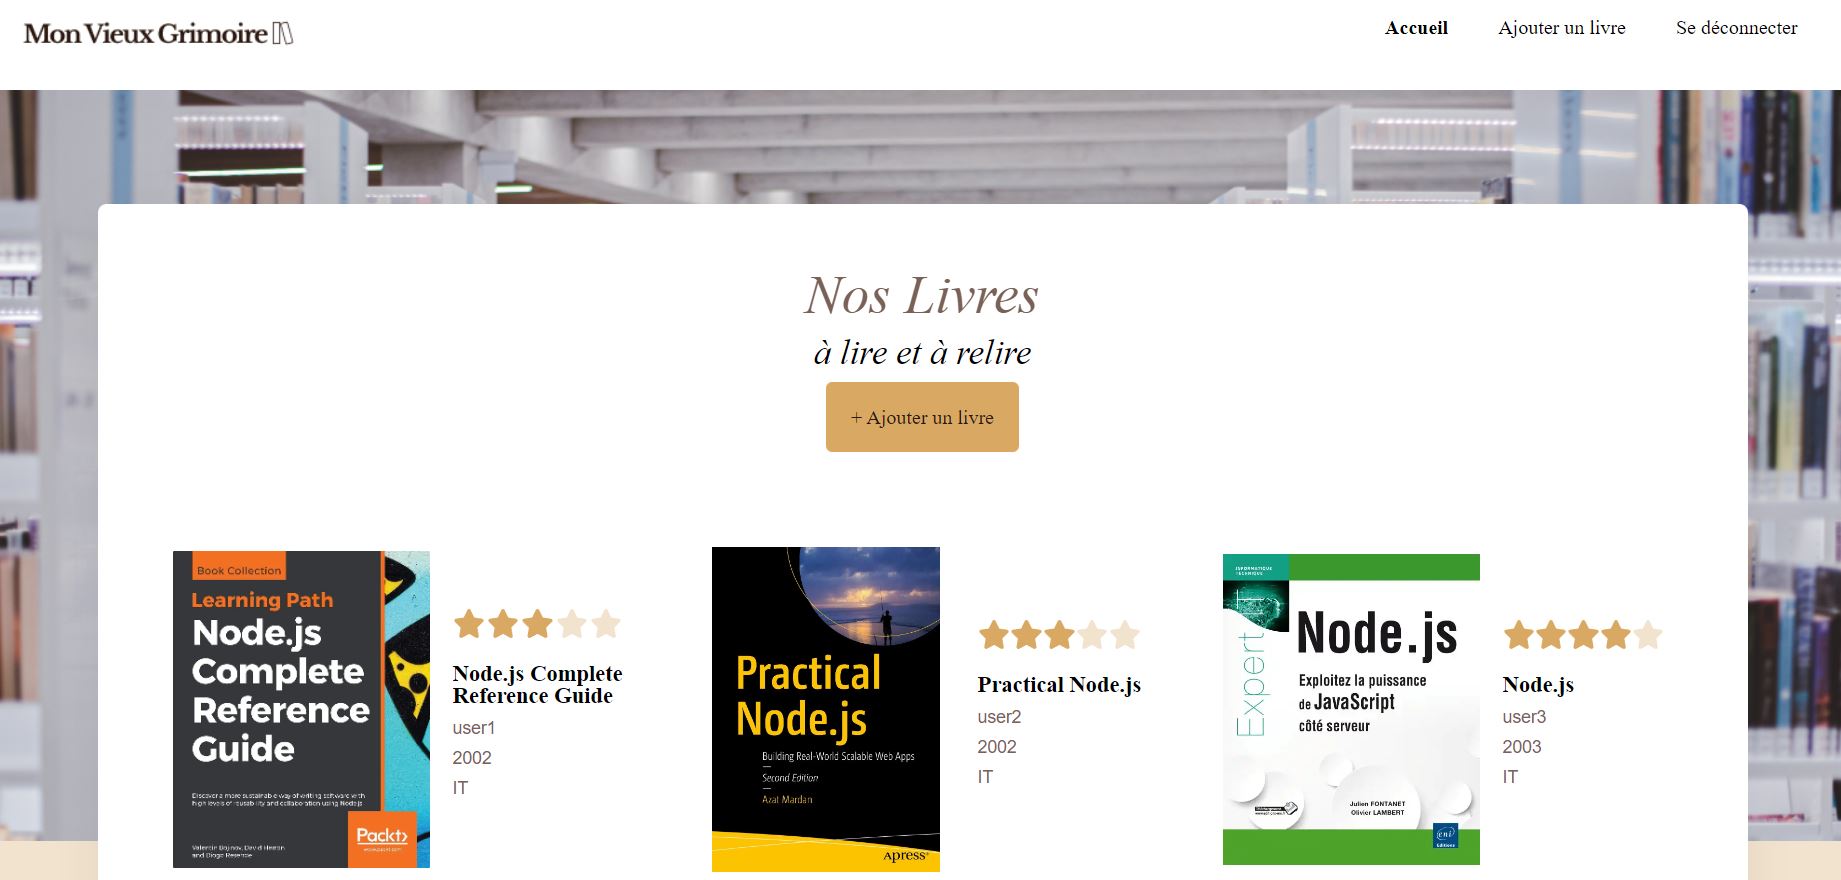 Mon Vieux Grimoire
Accueil
Ajouter un livre
Se déconnecter
Nos Livres
à lire et à relire
+ Ajouter un livre
Book Collection
Learning Path
Node.js
Complete
Reference
Guide
Discover a more sustainable way of writing software with
high levels of reusability and collaboration using Node.js
Valentin Bojinov, David Herron,
and Diogo Resende
Packt>
Node.js Complete
Reference Guide
user1
2002
IT
Practical
Node.js
Building Real-World Scalable Web Apps
Second Edition
Azat Mardan
Apress®
Practical Node.js
user2
2002
IT
INFORMATIQUE
TECHNIQUE
Expert
Node.js
Exploitez la puissance
de JavaScript
côté serveur
Julien FONTANET
Olivier LAMBERT
eni
Editions
Node.js
user3
2003
IT